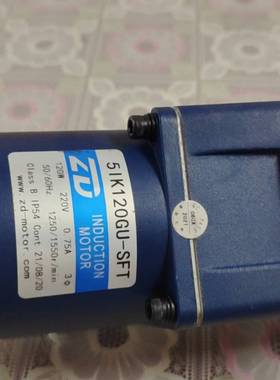 5IK120GU-SFT
ZD
INDUCTION
MOTOR
120W 220V 0.75A 3ϕ
50/60Hz 1250/1550r/min
Class B IP54 Cont 21/08/20
www.zd-motor.com
2021